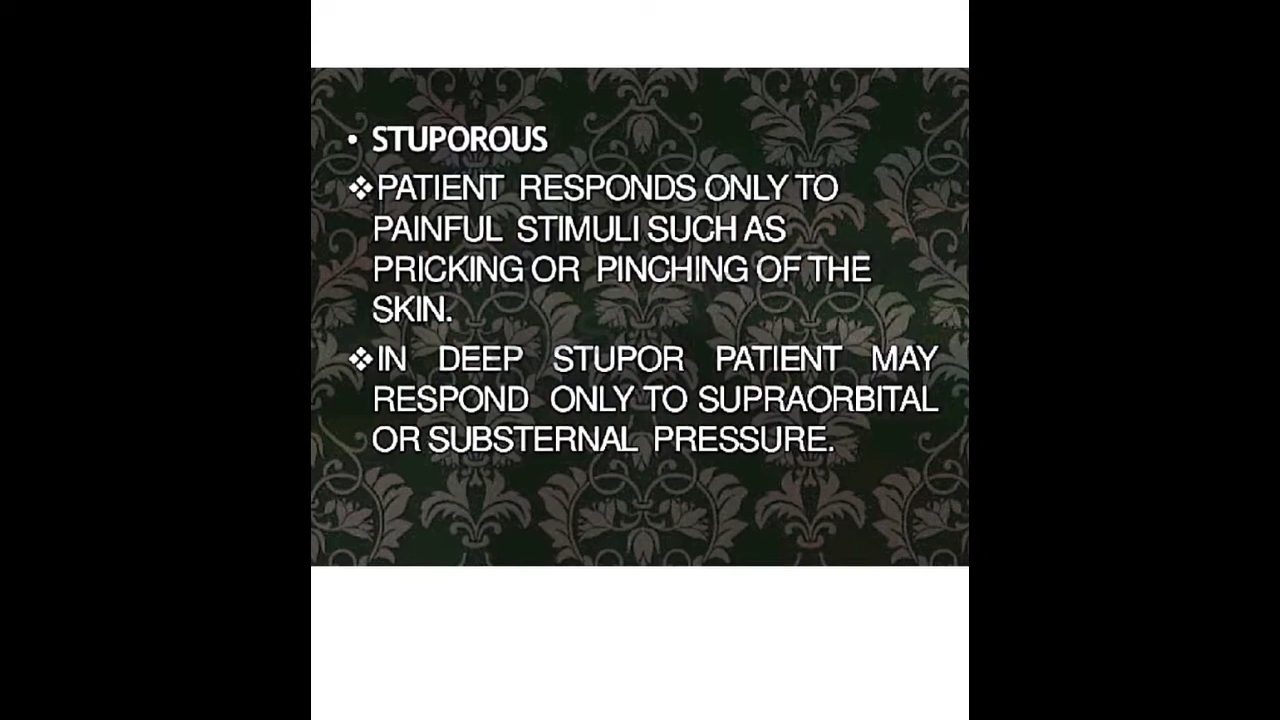 • STUPOROUS
❖PATIENT RESPONDS ONLY TO
PAINFUL STIMULI SUCH AS
PRICKING OR PINCHING OF THE
SKIN.
❖IN DEEP STUPOR PATIENT MAY
RESPOND ONLY TO SUPRAORBITAL
OR SUBSTERNAL PRESSURE.